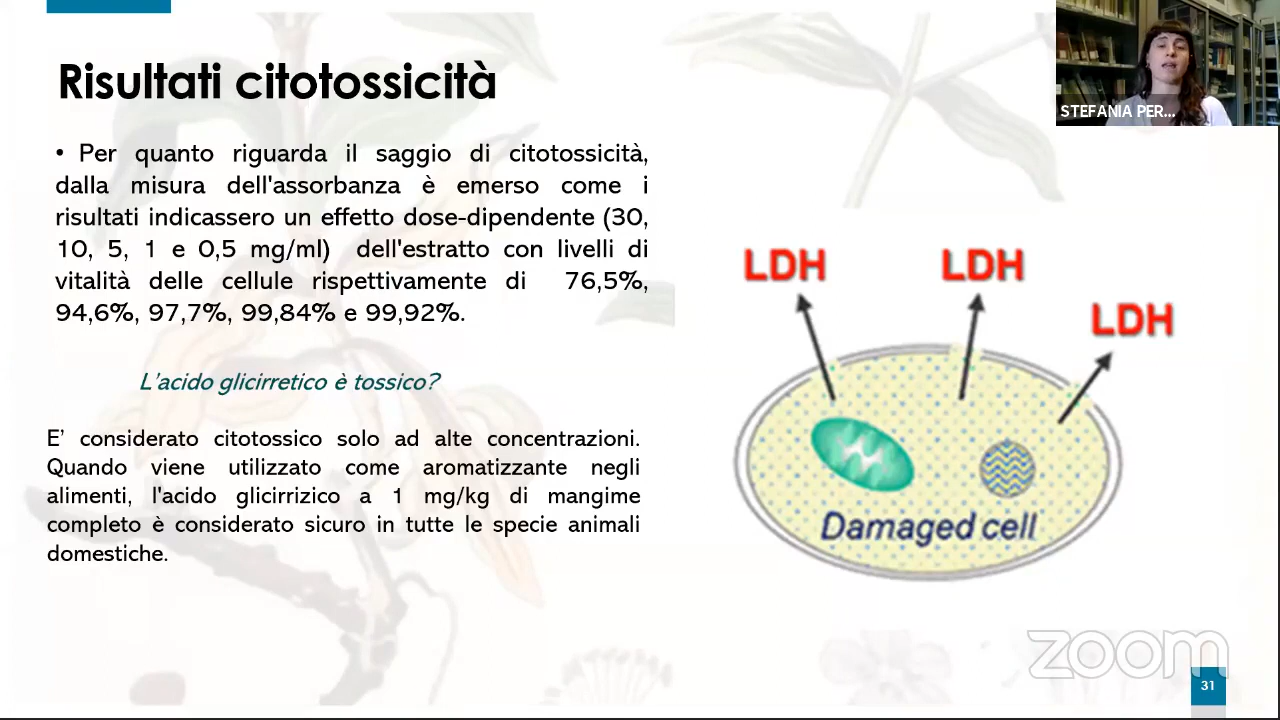 Risultati citotossicità
STEFANIA PER...
• Per quanto riguarda il saggio di citotossicità,
dalla misura dell'assorbanza è emerso come i
risultati indicassero un effetto dose-dipendente (30,
10, 5, 1 e 0,5 mg/ml) dell'estratto con livelli di
vitalità delle cellule rispettivamente di 76,5%,
94,6%, 97,7%, 99,84% e 99,92%.
L'acido glicirretico è tossico?
E' considerato citotossico solo ad alte concentrazioni.
Quando viene utilizzato come aromatizzante negli
alimenti, l'acido glicirrizico a 1 mg/kg di mangime
completo è considerato sicuro in tutte le specie animali
domestiche.
LDH
LDH
LDH
Damaged cell
zoom
31